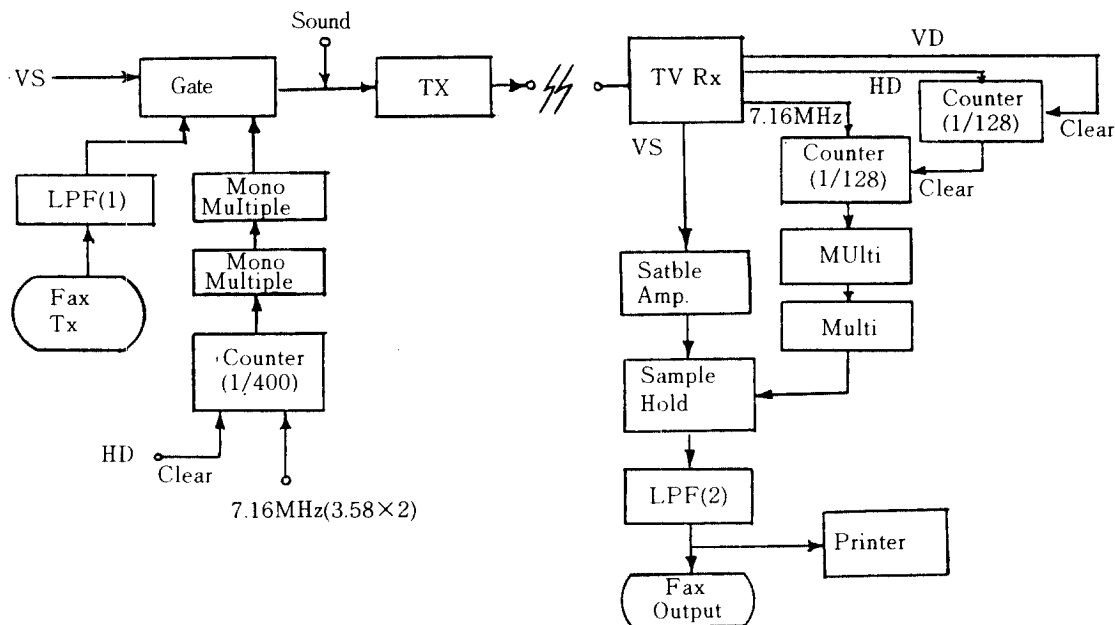 Sound
VS
Gate
TX
TV Rx
VD
HD
Counter
(1/128)
Clear
7.16MHz
VS
Counter
(1/128)
Clear
LPF(1)
Mono
Multiple
Mono
Multiple
Fax
Tx
Counter
(1/400)
HD
Clear
7.16MHz(3.58×2)
Satble
Amp.
MUlti
Multi
Sample
Hold
LPF(2)
Printer
Fax
Output